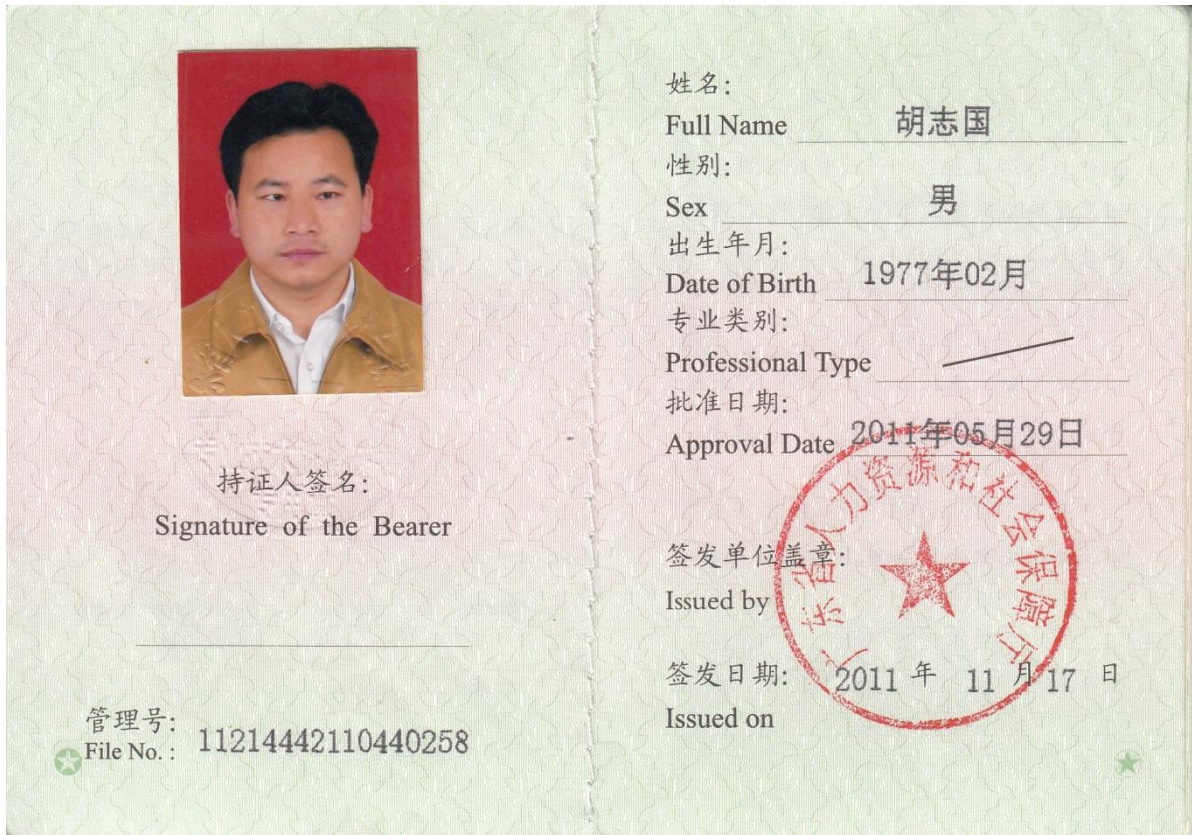 持证人签名:
Signature of the Bearer
管理号:
File No. : 11214442110440258
姓名:
Full Name 胡志国
性别:
Sex 男
出生年月:
Date of Birth 1977年02月
专业类别:
Professional Type
批准日期:
Approval Date 2011年05月29日
签发单位盖章:
Issued by
广东省人力资源和社会保障厅
签发日期: 2011 年 11 月 17 日
Issued on